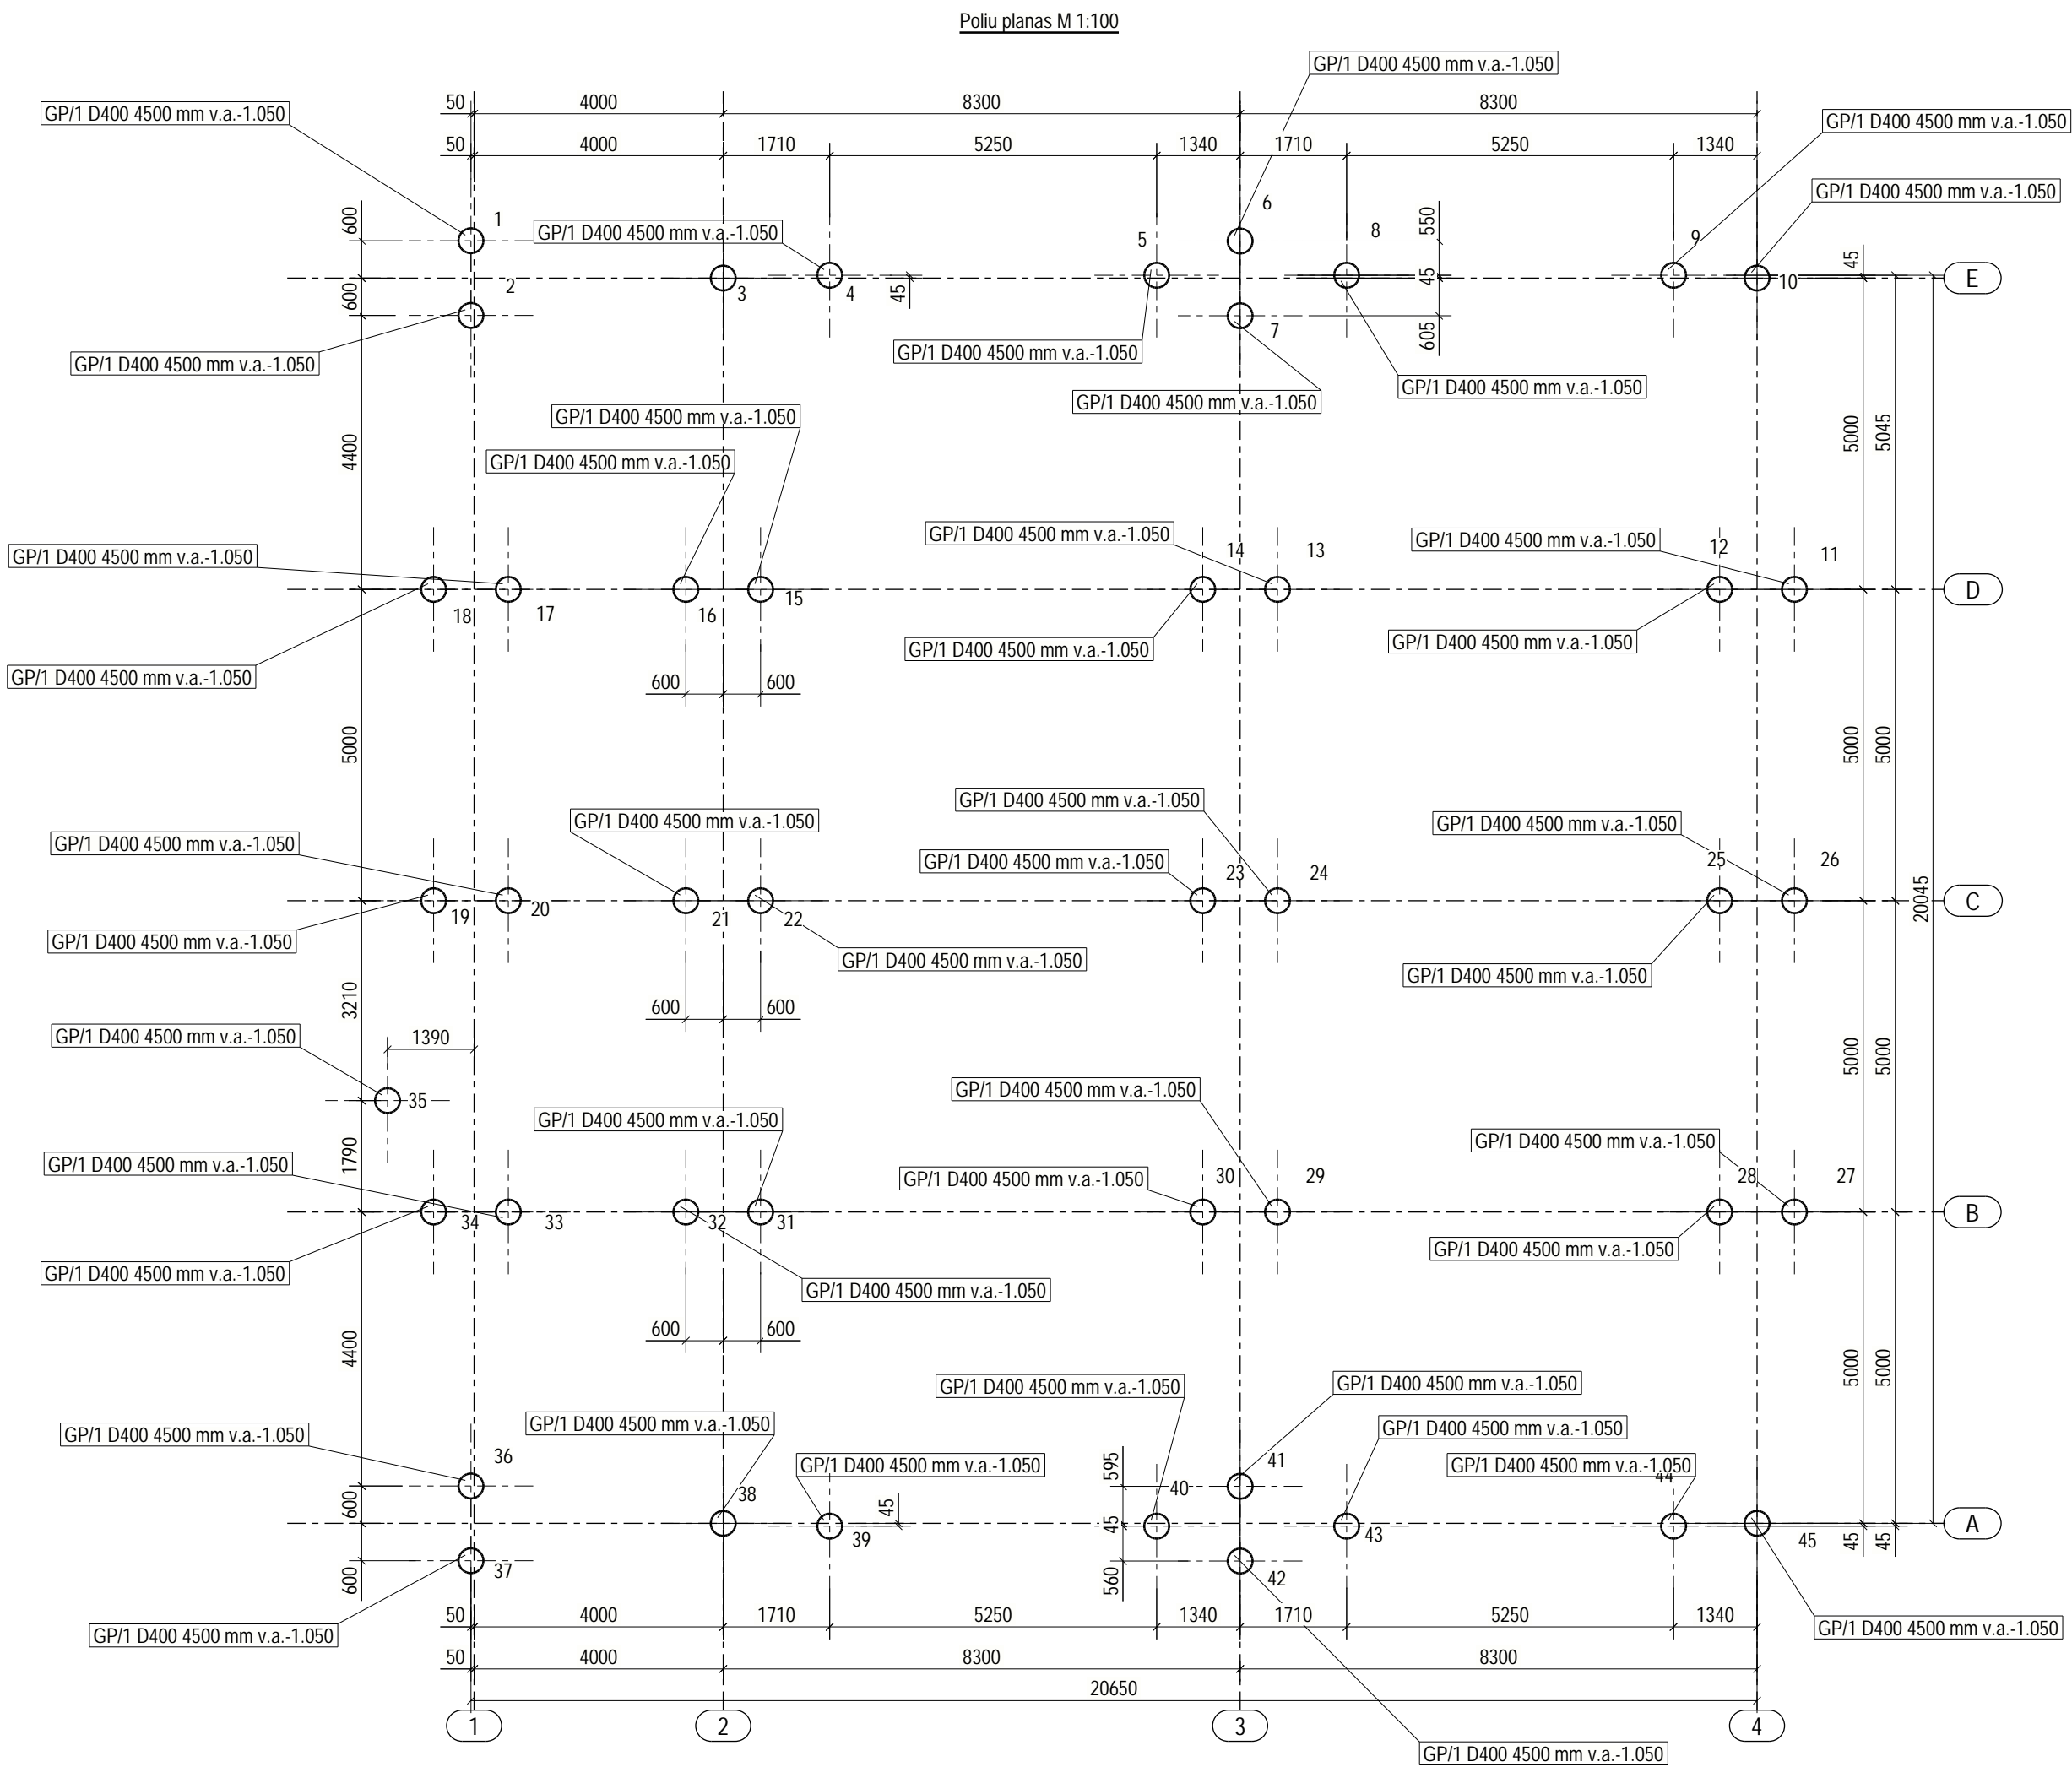 Poliu planas M 1:100
GP/1 D400 4500 mm v.a.-1.050
50 4000 8300 8300
GP/1 D400 4500 mm v.a.-1.050
GP/1 D400 4500 mm v.a.-1.050
50 4000 1710 5250 1340 1710 5250 1340
GP/1 D400 4500 mm v.a.-1.050
600 1 6 550
GP/1 D400 4500 mm v.a.-1.050 5 8 9
45 45
E
600 2 3 4 45 7 10
605
GP/1 D400 4500 mm v.a.-1.050
GP/1 D400 4500 mm v.a.-1.050
GP/1 D400 4500 mm v.a.-1.050
GP/1 D400 4500 mm v.a.-1.050
GP/1 D400 4500 mm v.a.-1.050
4400 5000 5045
GP/1 D400 4500 mm v.a.-1.050
GP/1 D400 4500 mm v.a.-1.050
GP/1 D400 4500 mm v.a.-1.050
GP/1 D400 4500 mm v.a.-1.050
14 13 12 11
D
18 17 16 15
GP/1 D400 4500 mm v.a.-1.050
GP/1 D400 4500 mm v.a.-1.050
GP/1 D400 4500 mm v.a.-1.050
600 600
5000 5000 5000
GP/1 D400 4500 mm v.a.-1.050
GP/1 D400 4500 mm v.a.-1.050
GP/1 D400 4500 mm v.a.-1.050
GP/1 D400 4500 mm v.a.-1.050
GP/1 D400 4500 mm v.a.-1.050
23 24 25 26
20045
C
19 20 21 22
GP/1 D400 4500 mm v.a.-1.050
GP/1 D400 4500 mm v.a.-1.050
GP/1 D400 4500 mm v.a.-1.050
3210
600 600
GP/1 D400 4500 mm v.a.-1.050
1390
5000 5000
35
GP/1 D400 4500 mm v.a.-1.050
GP/1 D400 4500 mm v.a.-1.050
GP/1 D400 4500 mm v.a.-1.050
1790
GP/1 D400 4500 mm v.a.-1.050
GP/1 D400 4500 mm v.a.-1.050
30 29 28 27
B
34 33 32 31
GP/1 D400 4500 mm v.a.-1.050
GP/1 D400 4500 mm v.a.-1.050
GP/1 D400 4500 mm v.a.-1.050
600 600
4400 5000 5000
GP/1 D400 4500 mm v.a.-1.050
GP/1 D400 4500 mm v.a.-1.050
GP/1 D400 4500 mm v.a.-1.050
GP/1 D400 4500 mm v.a.-1.050
GP/1 D400 4500 mm v.a.-1.050
36 595 41
GP/1 D400 4500 mm v.a.-1.050
GP/1 D400 4500 mm v.a.-1.050
44
600 38 45 40
45
A
39 43 45 45 45
600 37 560 42
50 4000 1710 5250 1340 1710 5250 1340
GP/1 D400 4500 mm v.a.-1.050
GP/1 D400 4500 mm v.a.-1.050
50 4000 8300 8300
20650
1 2 3 4
GP/1 D400 4500 mm v.a.-1.050